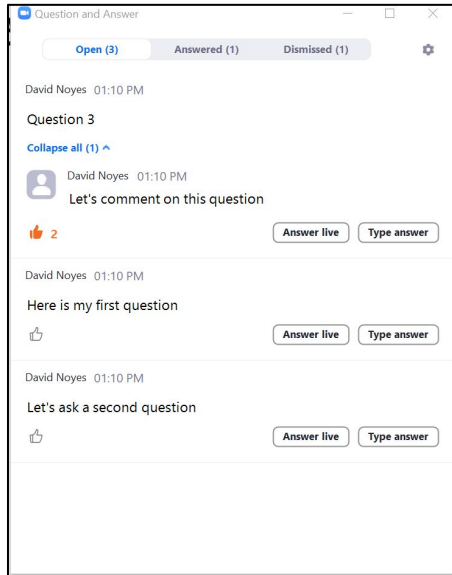 Question and Answer
Open (3) Answered (1) Dismissed (1)
David Noyes 01:10 PM
Question 3
Collapse all (1)
David Noyes 01:10 PM
Let's comment on this question
2 Answer live Type answer
David Noyes 01:10 PM
Here is my first question
Answer live Type answer
David Noyes 01:10 PM
Let's ask a second question
Answer live Type answer